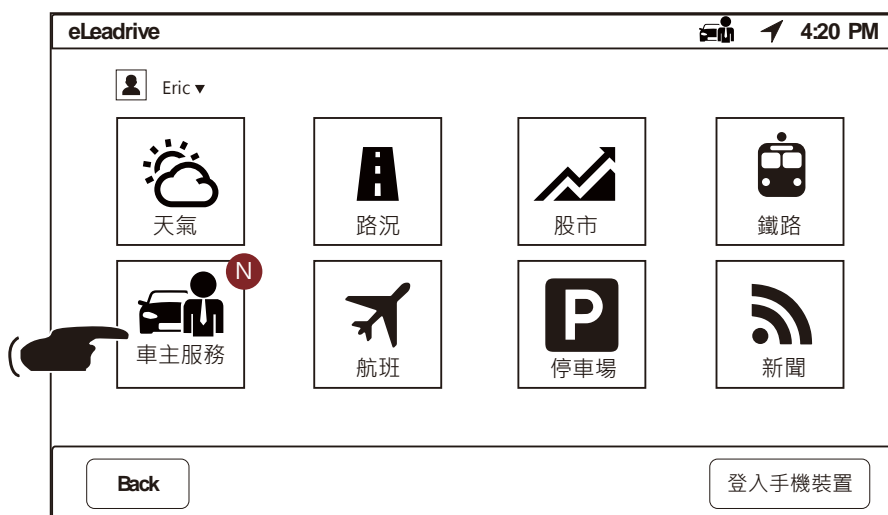 eLeadrive 4:20 PM
Eric ▾
天氣 路況 股市 鐵路
N
P
車主服務 航班 停車場 新聞
Back 登入手機裝置